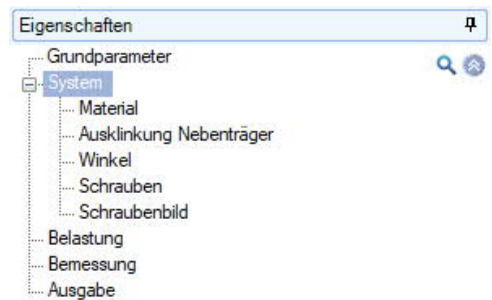 Eigenschaften
Grundparameter
System
Material
Ausklinkung Nebenträger
Winkel
Schrauben
Schraubenbild
Belastung
Bemessung
Ausgabe